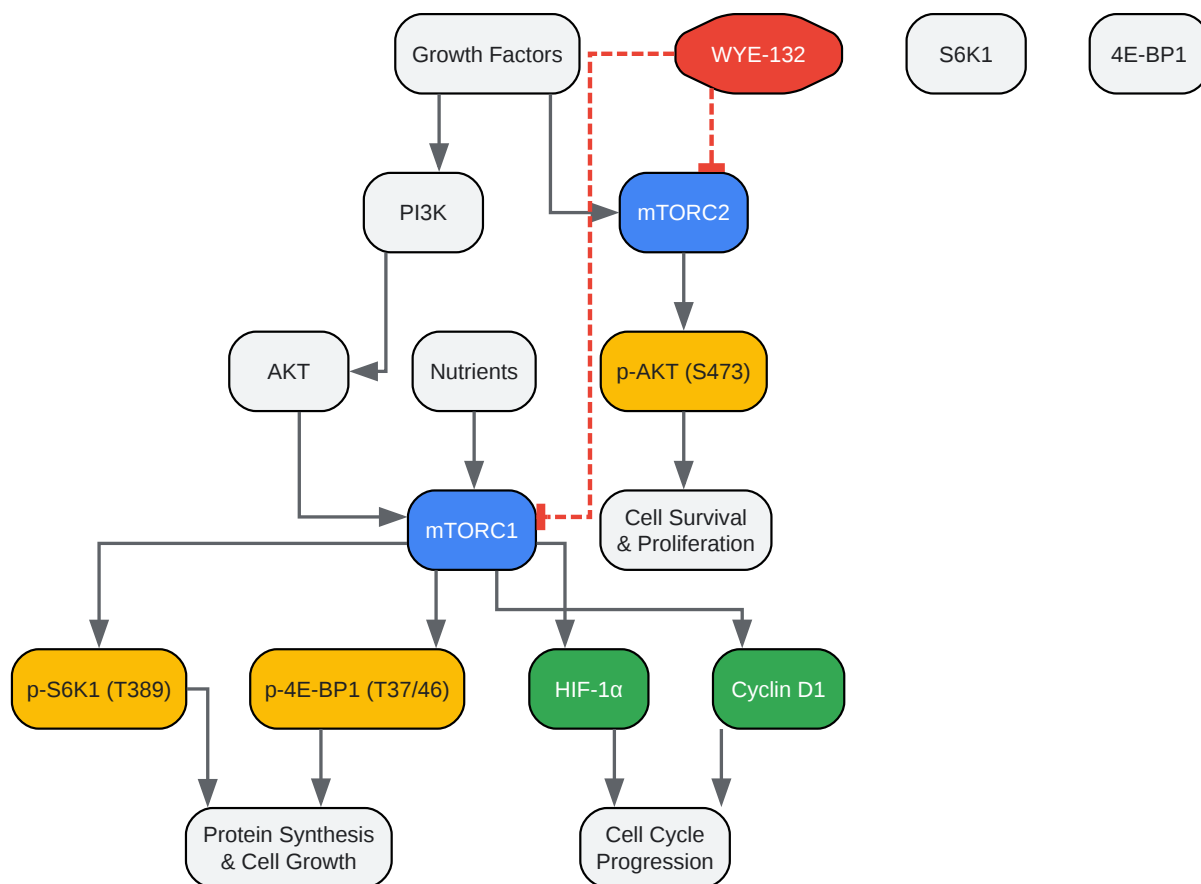 Growth Factors
WYE-132
S6K1
4E-BP1
PI3K
mTORC2
AKT
Nutrients
p-AKT (S473)
mTORC1
Cell Survival
& Proliferation
p-S6K1 (T389)
p-4E-BP1 (T37/46)
HIF-1α
Cyclin D1
Protein Synthesis
& Cell Growth
Cell Cycle
Progression